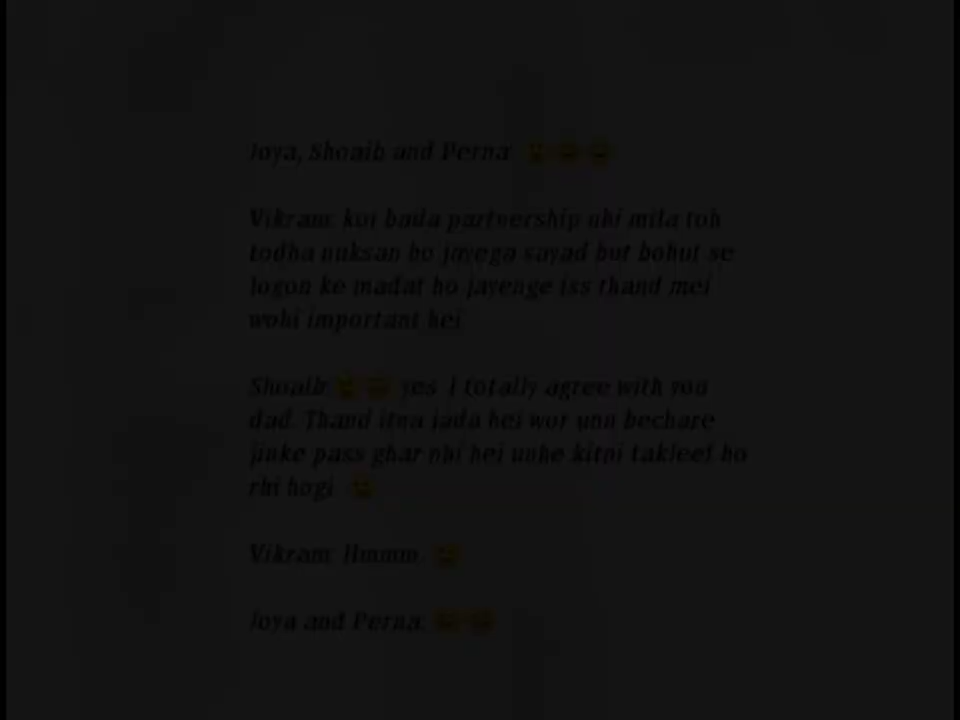 Joya, Shoaib and Perna: 😟😄😄
Vikram: koi bada partnership nhi mila toh
todha nuksan ho jayega sayad but bohut se
logon ke madat ho jayenge iss thand mei
wohi important hei
Shoaib: yes I totally agree with you
dad. Thand itna jada hei wor unn bechare
jinke pass ghar nhi hei unhe kitni takleef ho
rhi hogi
Vikram: Hmmm
Joya and Perna: